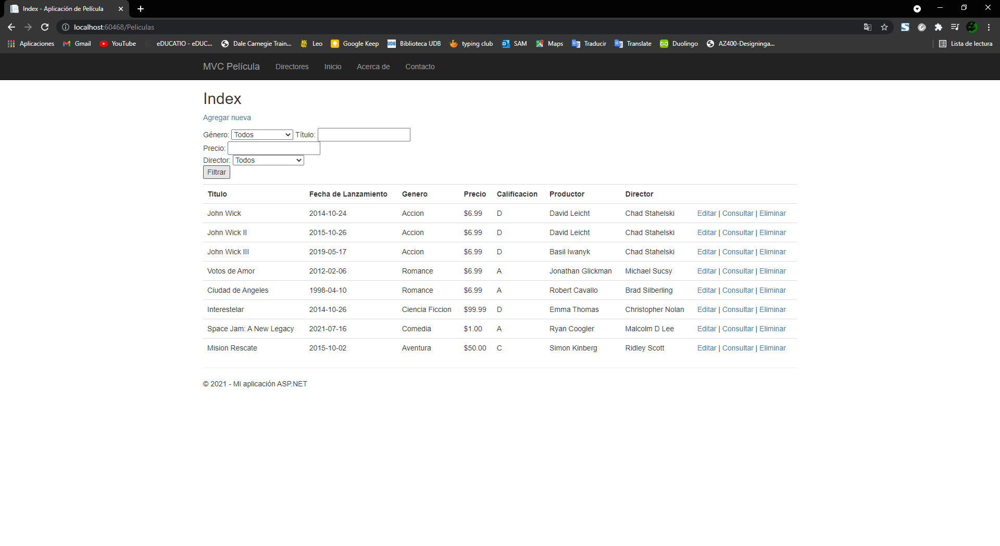 Index - Aplicación de Película
localhost:60468/Peliculas
Aplicaciones Gmail YouTube eDUCATIO - eDUC... Dale Carnegie Train... Leo Google Keep UDB Biblioteca UDB typing club SAM Maps Traducir Translate Duolingo AZ400-Designinga... Lista de lectura
MVC Película Directores Inicio Acerca de Contacto
Index
Agregar nueva
Género: Todos Título:
Precio:
Director: Todos
Filtrar
Titulo Fecha de Lanzamiento Genero Precio Calificacion Productor Director
John Wick 2014-10-24 Accion $6.99 D David Leicht Chad Stahelski Editar | Consultar | Eliminar
John Wick II 2015-10-26 Accion $6.99 D David Leicht Chad Stahelski Editar | Consultar | Eliminar
John Wick III 2019-05-17 Accion $6.99 D Basil Iwanyk Chad Stahelski Editar | Consultar | Eliminar
Votos de Amor 2012-02-06 Romance $6.99 A Jonathan Glickman Michael Sucsy Editar | Consultar | Eliminar
Ciudad de Angeles 1998-04-10 Romance $6.99 A Robert Cavallo Brad Silberling Editar | Consultar | Eliminar
Interestelar 2014-10-26 Ciencia Ficcion $99.99 D Emma Thomas Christopher Nolan Editar | Consultar | Eliminar
Space Jam: A New Legacy 2021-07-16 Comedia $1.00 A Ryan Coogler Malcolm D Lee Editar | Consultar | Eliminar
Mision Rescate 2015-10-02 Aventura $50.00 C Simon Kinberg Ridley Scott Editar | Consultar | Eliminar
© 2021 - Mi aplicación ASP.NET